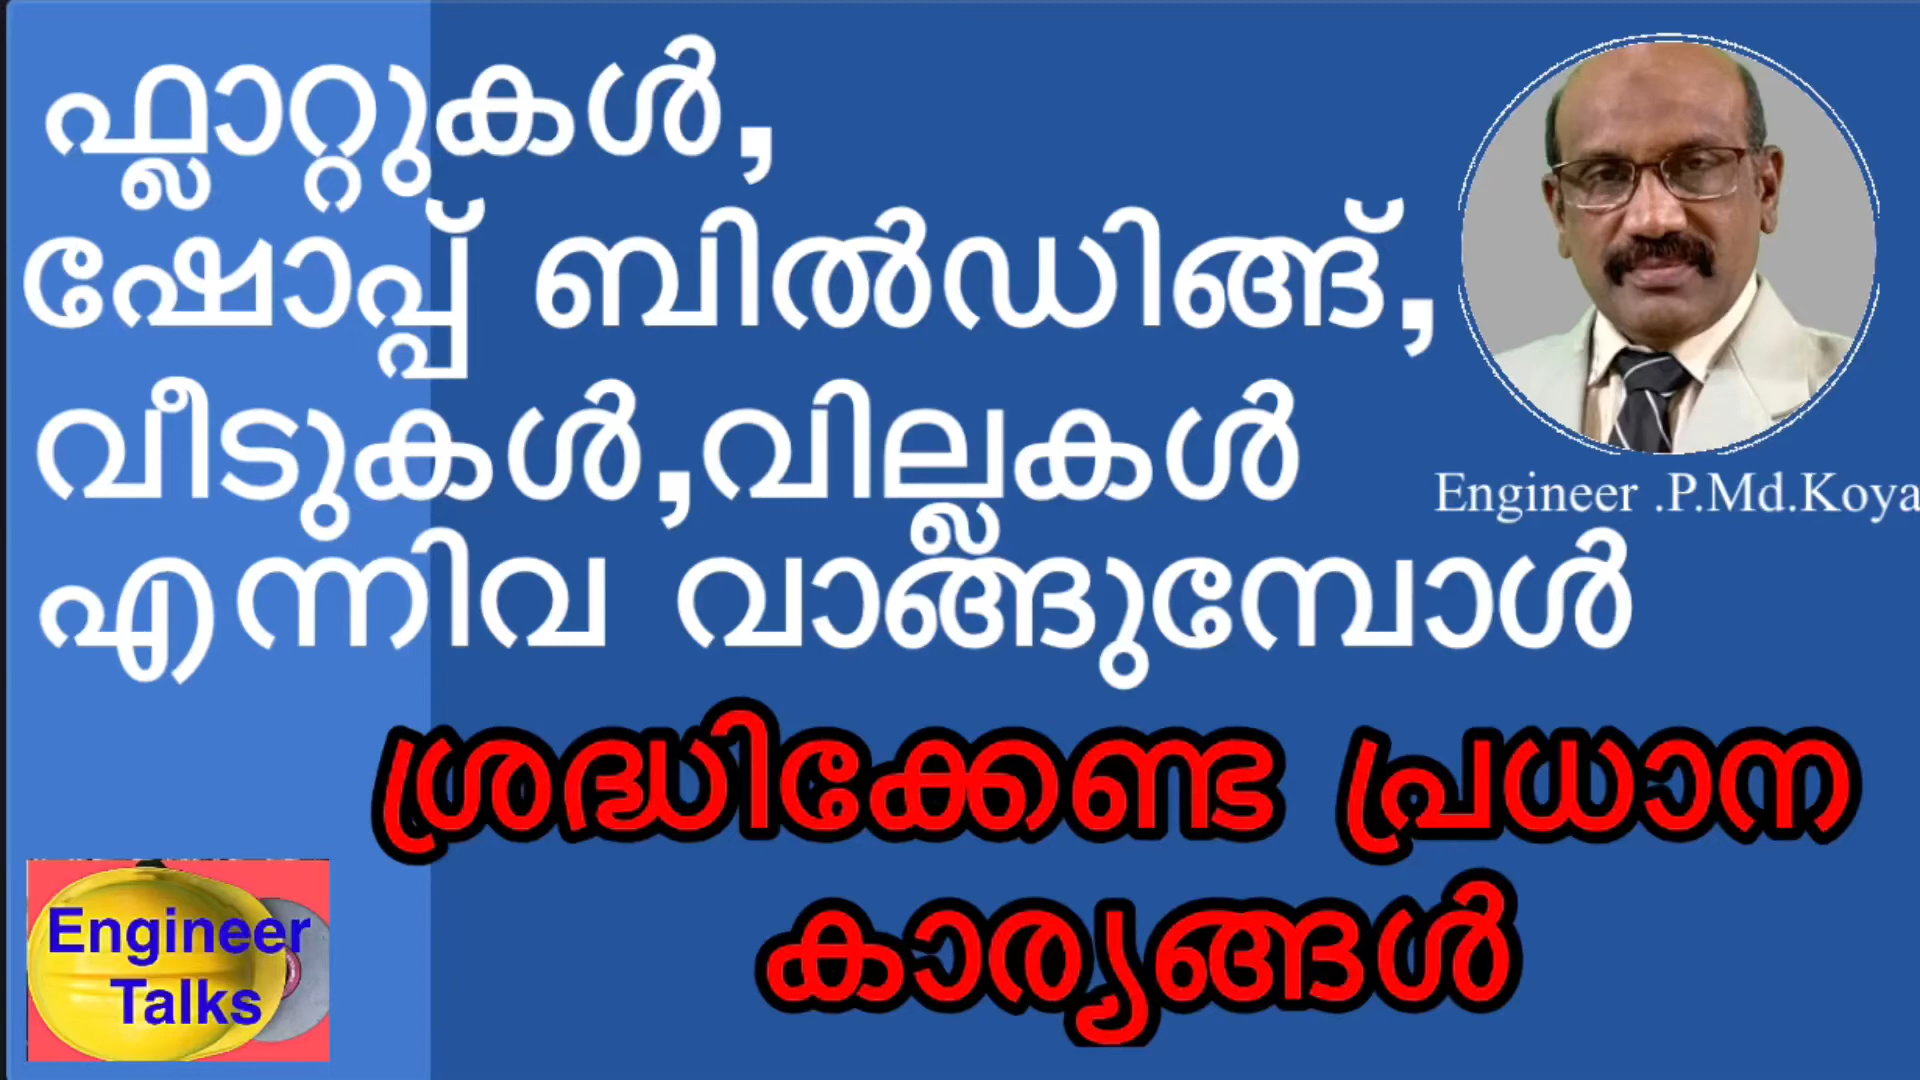 ഫ്ലാറ്റുകൾ,
ഷോപ്പ് ബിൽഡിങ്ങ്,
വീടുകൾ,വില്ലകൾ
എന്നിവ വാങ്ങുമ്പോൾ
ശ്രദ്ധിക്കേണ്ട പ്രധാന
കാര്യങ്ങൾ
Engineer .P.Md.Koya
Engineer
Talks